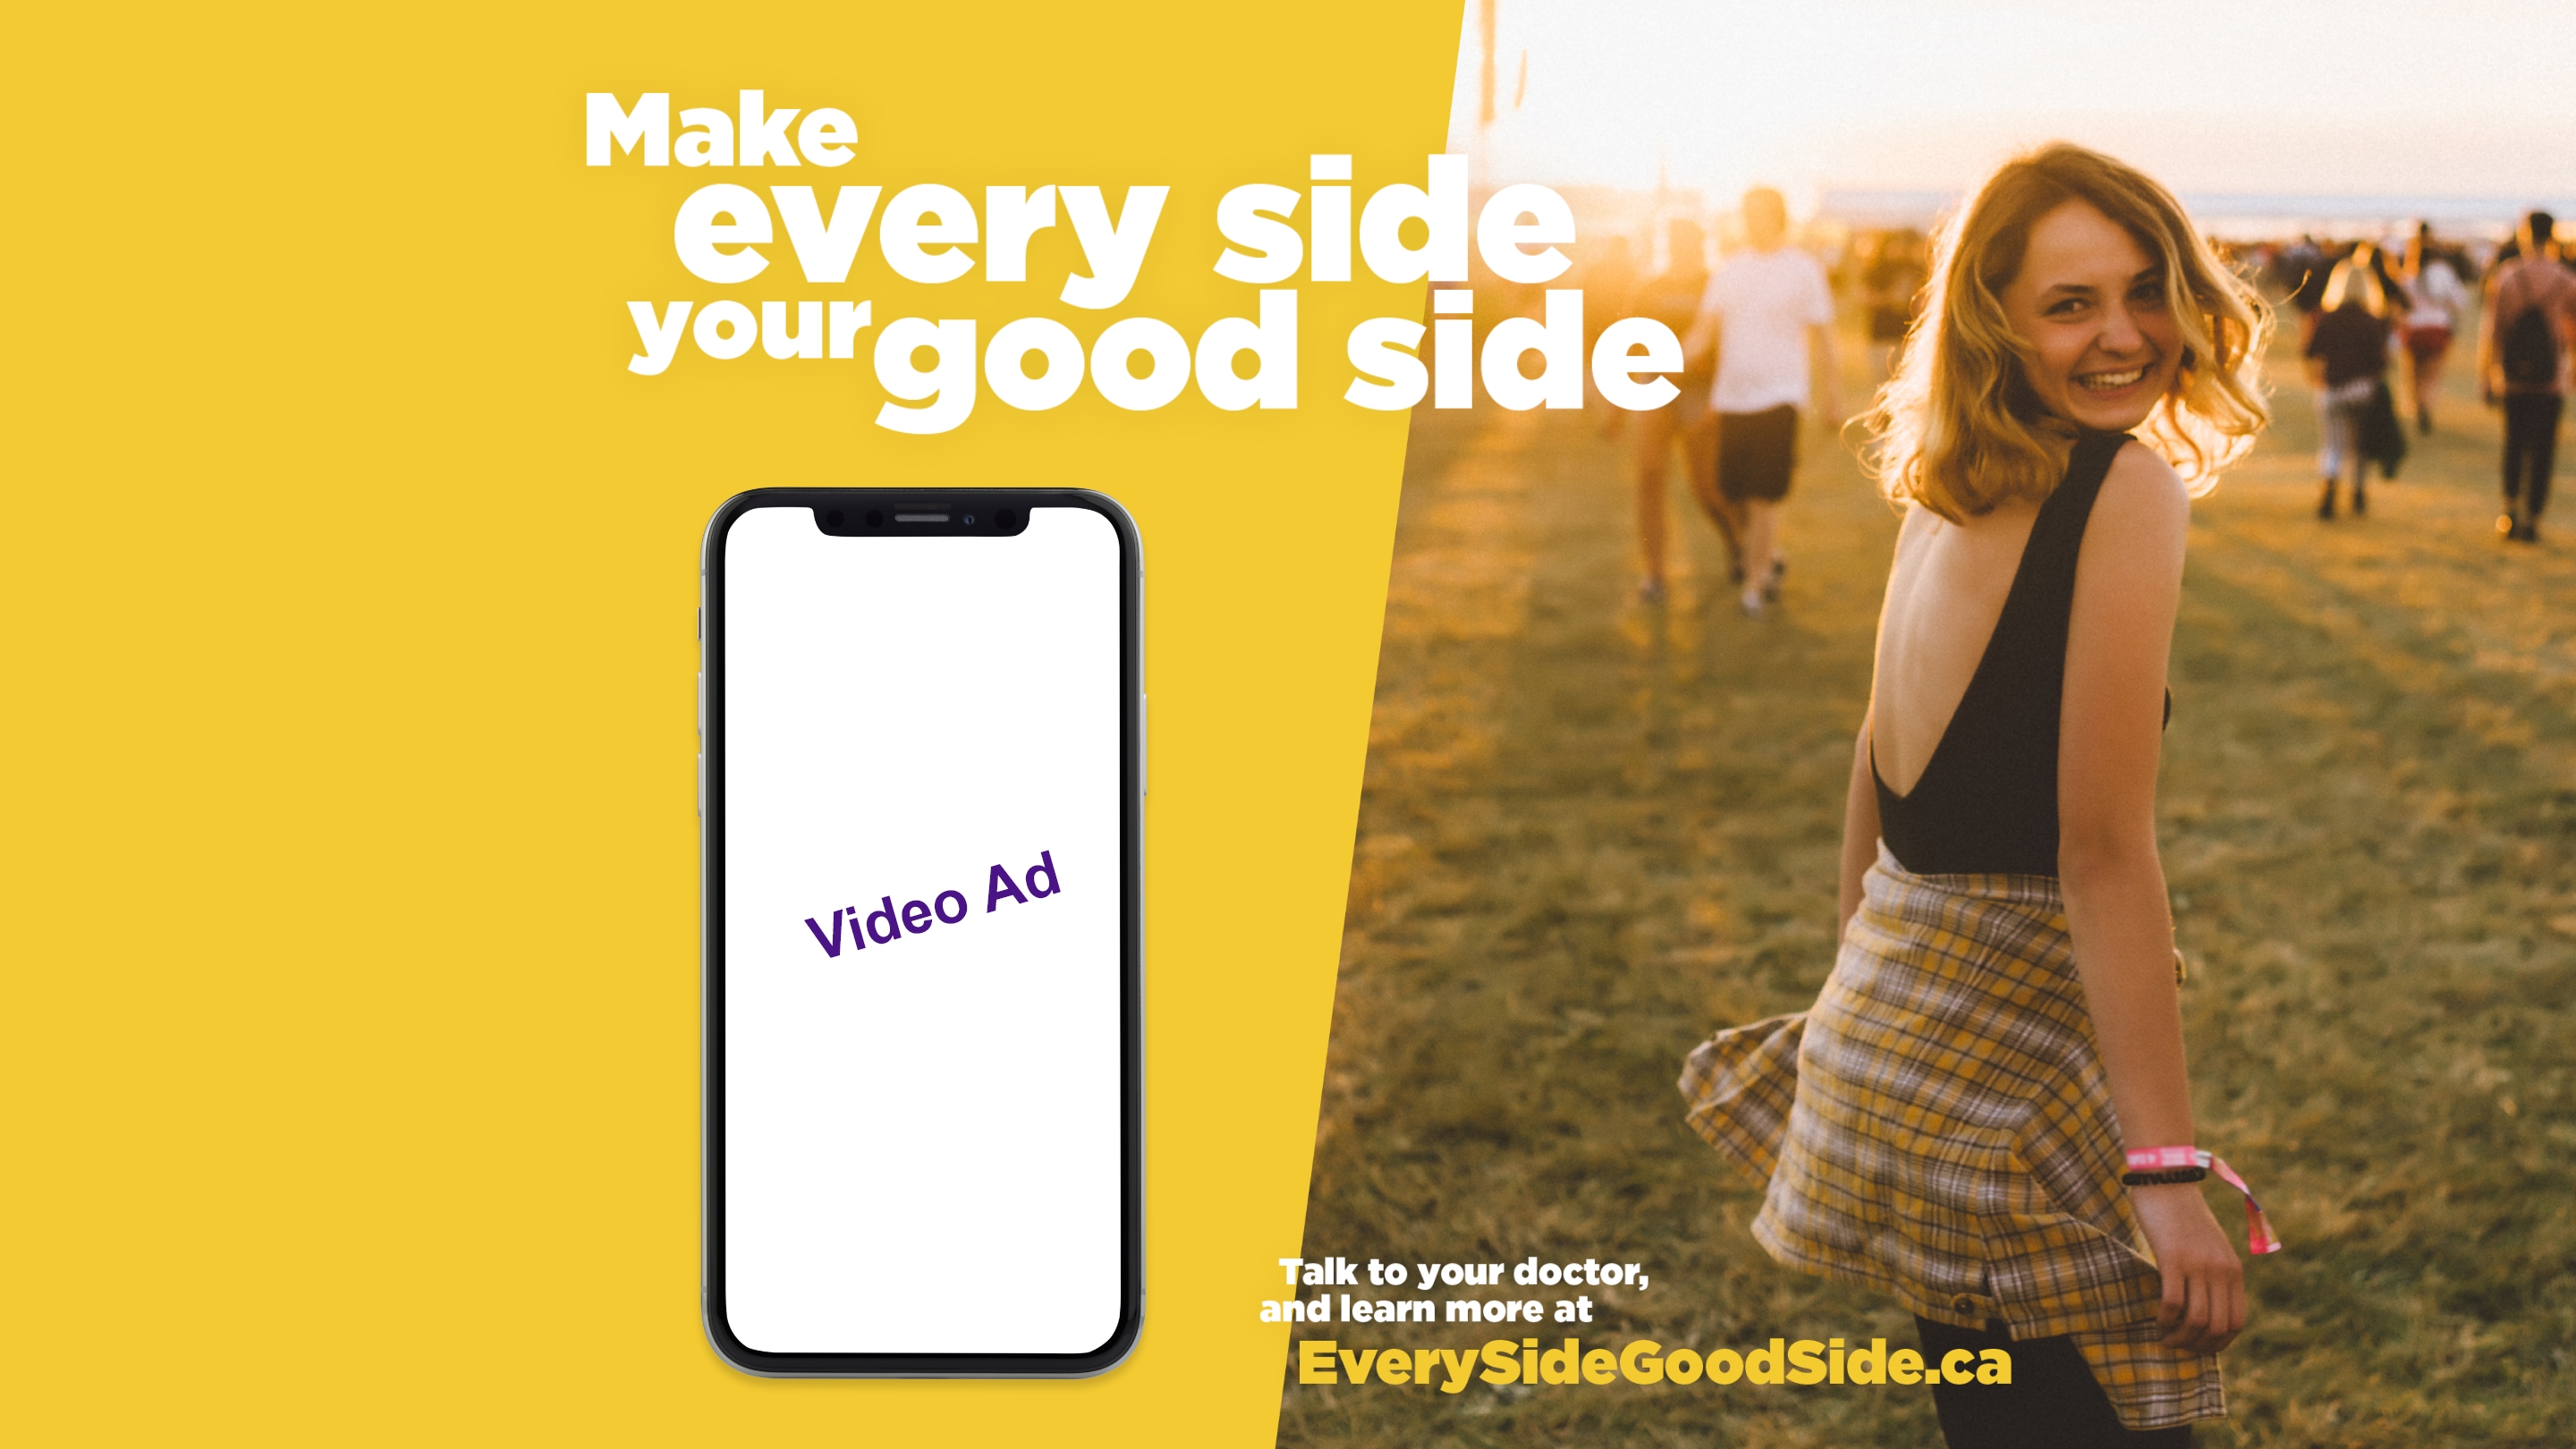 Make
every side
your good side
Video Ad
Talk to your doctor,
and learn more at
EverySideGoodSide.ca